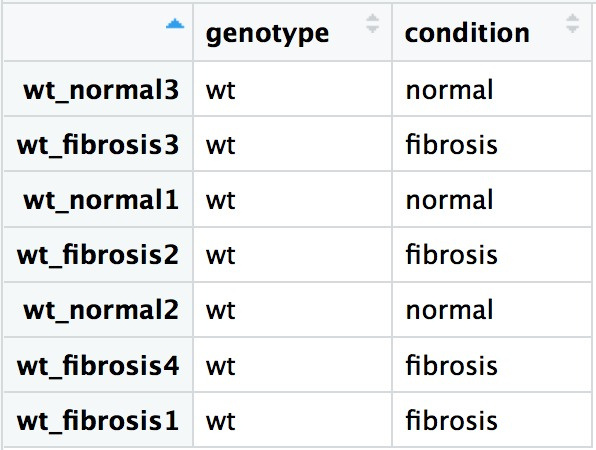 genotype condition
wt_normal3 wt normal
wt_fibrosis3 wt fibrosis
wt_normal1 wt normal
wt_fibrosis2 wt fibrosis
wt_normal2 wt normal
wt_fibrosis4 wt fibrosis
wt_fibrosis1 wt fibrosis